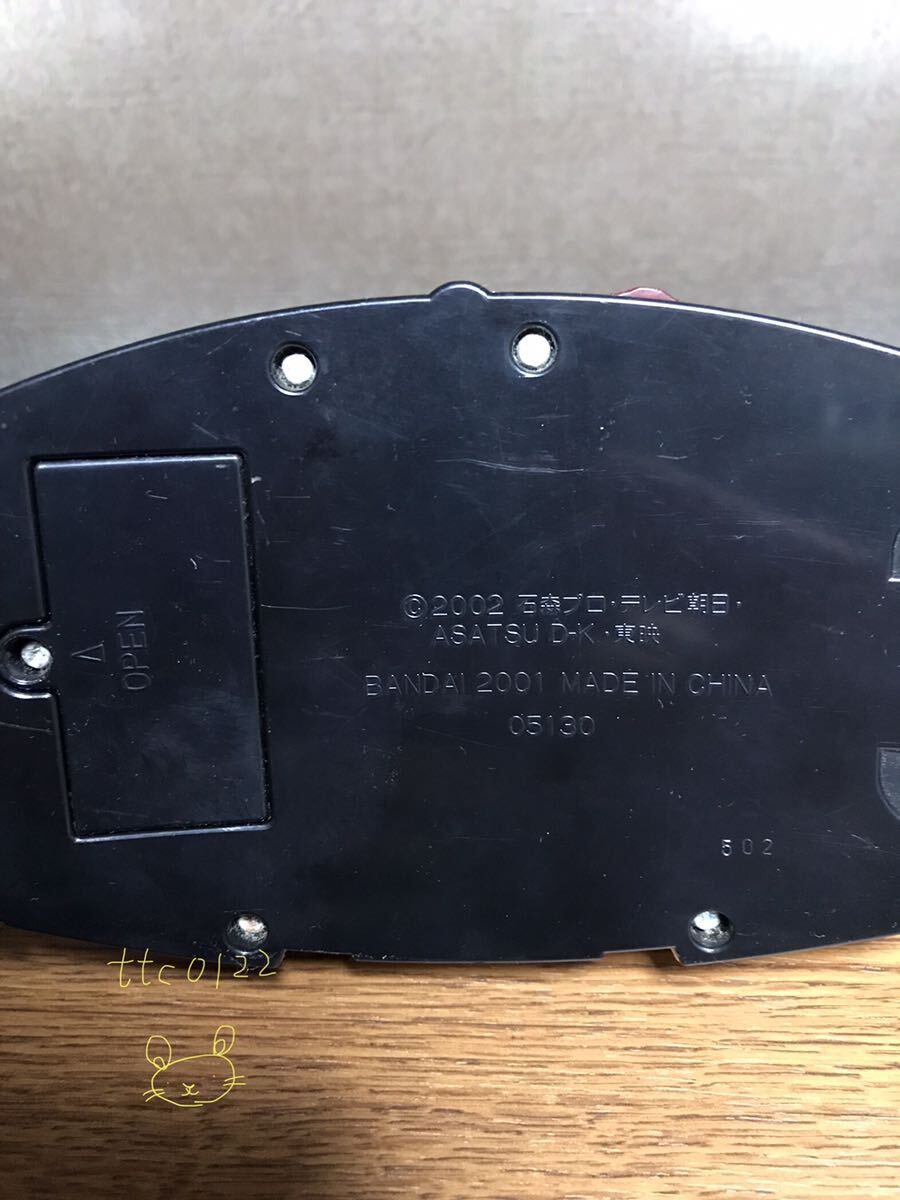 △
OPEN
©2002 石森プロ・テレビ朝日・
ASATSU D-K・東映
BANDAI 2001 MADE IN CHINA
05130
502
ttc0122